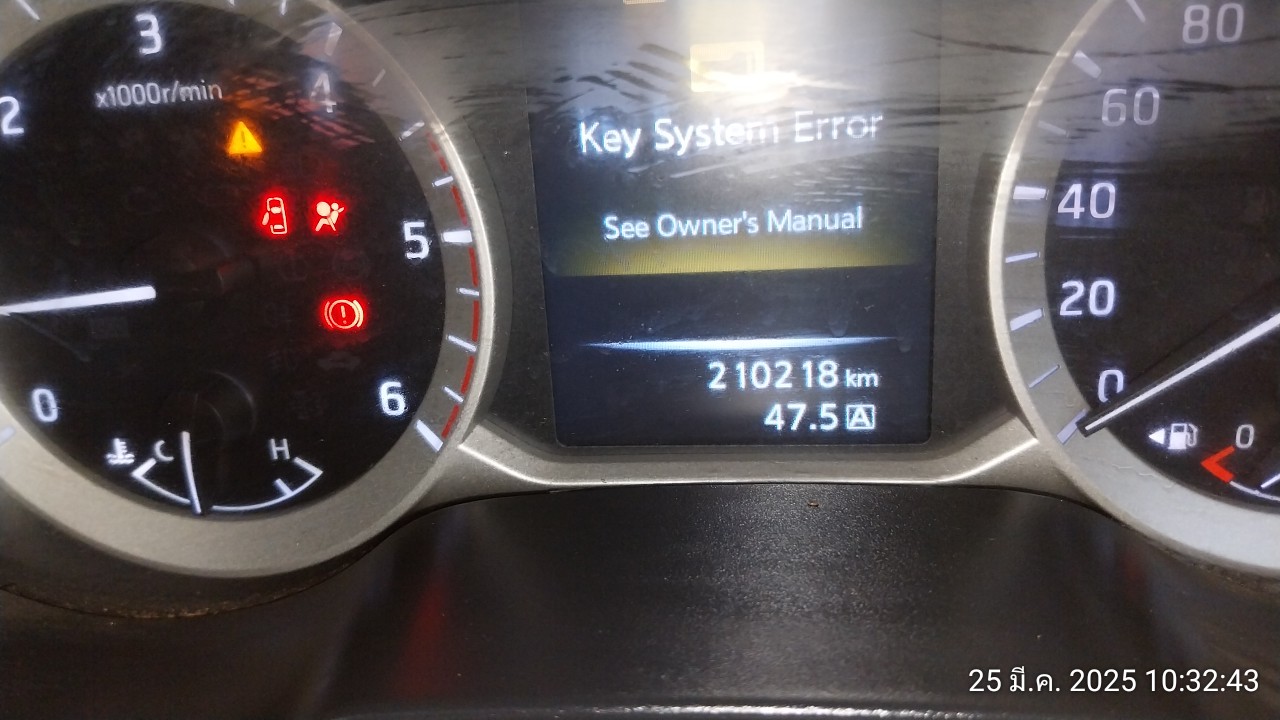 3
x1000r/min
4
2
5
0
6
C
H
Key System Error
See Owner's Manual
210218 km
47.5 A
80
60
40
20
0
0
25 มี.ค. 2025 10:32:43